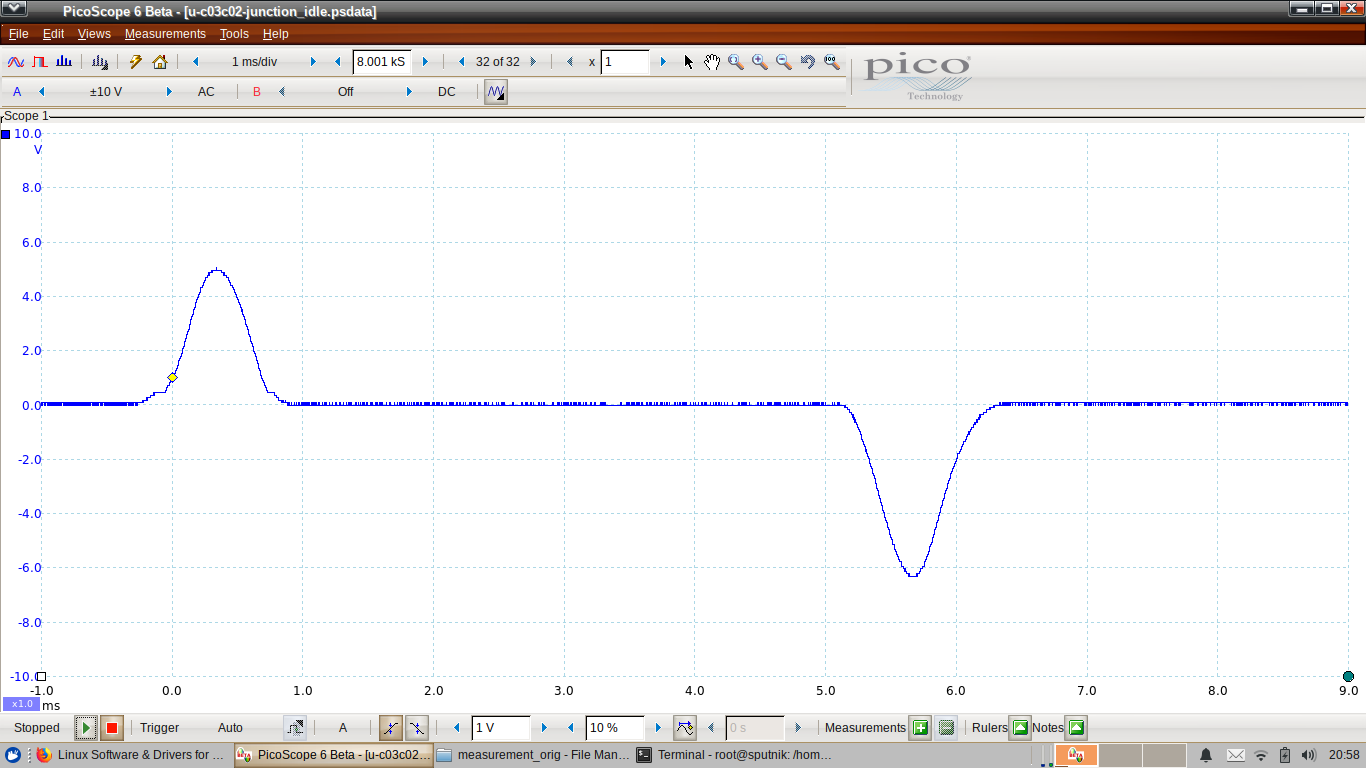 PicoScope 6 Beta - [u-c03c02-junction_idle.psdata]
File Edit Views Measurements Tools Help
1 ms/div 8.001 kS 32 of 32 x 1
pico
Technology
A ±10 V AC B Off DC
Scope 1
10.0
V
8.0
6.0
4.0
2.0
0.0
-2.0
-4.0
-6.0
-8.0
-10.0
-1.0 0.0 1.0 2.0 3.0 4.0 5.0 6.0 7.0 8.0 9.0
x1.0 ms
Stopped Trigger Auto A 1 V 10 % 0 s Measurements Rulers Notes
Linux Software & Drivers for ... PicoScope 6 Beta - [u-c03c02... measurement_orig - File Man... Terminal - root@sputnik: /hom... 20:58